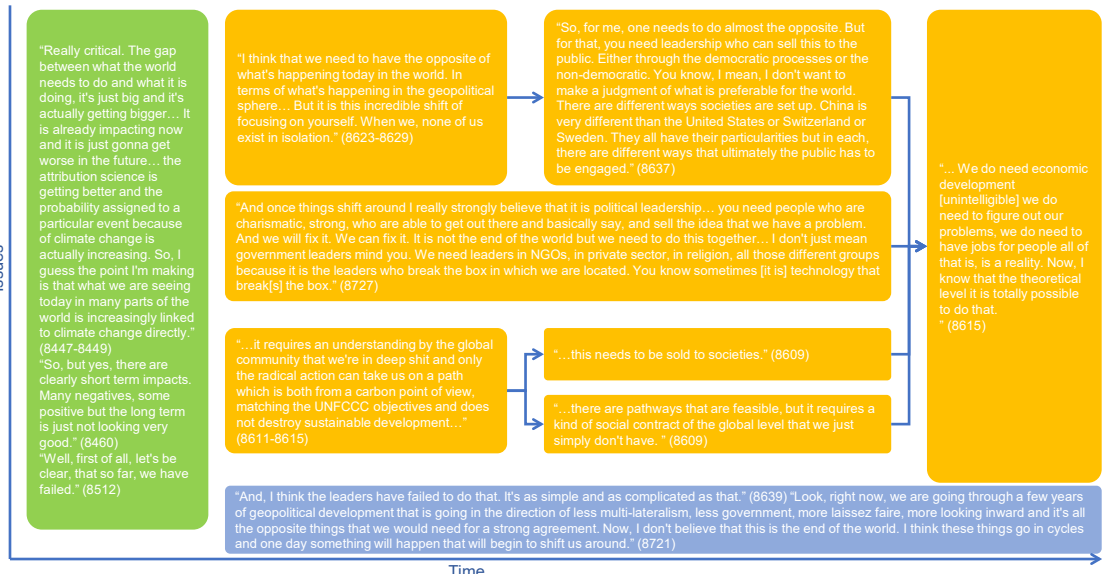 “Really critical. The gap
between what the world
needs to do and what it is
doing, it's just big and it's
actually getting bigger… It
is already impacting now
and it is just gonna get
worse in the future… the
attribution science is
getting better and the
probability assigned to a
particular event because
of climate change is
actually increasing. So, I
guess the point I'm making
is that what we are seeing
today in many parts of the
world is increasingly linked
to climate change directly.”
(8447-8449)
“So, but yes, there are
clearly short term impacts.
Many negatives, some
positive but the long term
is just not looking very
good.” (8460)
“Well, first of all, let's be
clear, that so far, we have
failed.” (8512)
“I think that we need to have the opposite of
what's happening today in the world. In
terms of what's happening in the geopolitical
sphere… But it is this incredible shift of
focusing on yourself. When we, none of us
exist in isolation.” (8623-8629)
“So, for me, one needs to do almost the opposite. But
for that, you need leadership who can sell this to the
public. Either through the democratic processes or the
non-democratic. You know, I mean, I don't want to
make a judgment of what is preferable for the world.
There are different ways societies are set up. China is
very different than the United States or Switzerland or
Sweden. They all have their particularities but in each,
there are different ways that ultimately the public has to
be engaged.” (8637)
“And once things shift around I really strongly believe that it is political leadership… you need people who are
charismatic, strong, who are able to get out there and basically say, and sell the idea that we have a problem.
And we will fix it. We can fix it. It is not the end of the world but we need to do this together… I don't just mean
government leaders mind you. We need leaders in NGOs, in private sector, in religion, all those different groups
because it is the leaders who break the box in which we are located. You know sometimes [it is] technology that
break[s] the box.” (8727)
“…it requires an understanding by the global
community that we're in deep shit and only
the radical action can take us on a path
which is both from a carbon point of view,
matching the UNFCCC objectives and does
not destroy sustainable development…”
(8611-8615)
“…this needs to be sold to societies.” (8609)
“…there are pathways that are feasible, but it requires a
kind of social contract of the global level that we just
simply don't have. ” (8609)
“... We do need economic
development
[unintelligible] we do
need to figure out our
problems, we do need to
have jobs for people all of
that is, is a reality. Now, I
know that the theoretical
level it is totally possible
to do that.
” (8615)
“And, I think the leaders have failed to do that. It's as simple and as complicated as that.” (8639) “Look, right now, we are going through a few years
of geopolitical development that is going in the direction of less multi-lateralism, less government, more laissez faire, more looking inward and it's all
the opposite things that we would need for a strong agreement. Now, I don't believe that this is the end of the world. I think these things go in cycles
and one day something will happen that will begin to shift us around.” (8721)
Time